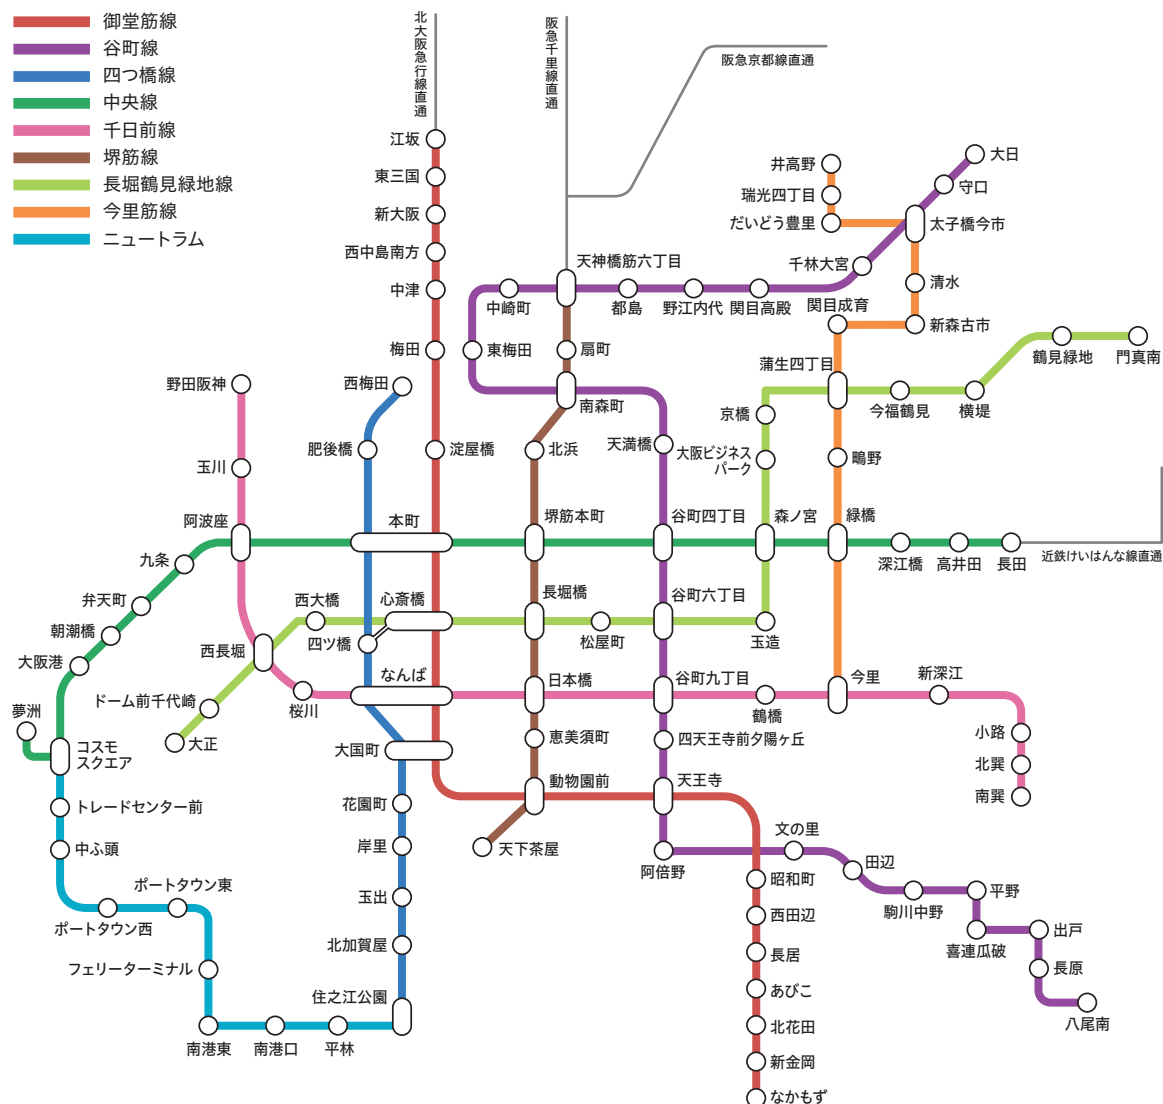 御堂筋線
谷町線
四つ橋線
中央線
千日前線
堺筋線
長堀鶴見緑地線
今里筋線
ニュートラム
北大阪急行線直通
阪急千里線直通
阪急京都線直通
江坂
東三国
新大阪
西中島南方
中津
梅田
淀屋橋
本町
心斎橋
なんば
大国町
動物園前
天王寺
昭和町
西田辺
長居
あびこ
北花田
新金岡
なかもず
大日
守口
太子橋今市
千林大宮
関目高殿
野江内代
都島
天神橋筋六丁目
中崎町
東梅田
南森町
天満橋
谷町四丁目
谷町六丁目
谷町九丁目
四天王寺前夕陽ヶ丘
阿倍野
文の里
田辺
駒川中野
平野
喜連瓜破
出戸
長原
八尾南
西梅田
肥後橋
四ツ橋
花園町
岸里
玉出
北加賀屋
住之江公園
夢洲
コスモ
スクエア
大阪港
朝潮橋
弁天町
九条
阿波座
堺筋本町
森ノ宮
緑橋
深江橋
高井田
長田
近鉄けいはんな線直通
野田阪神
玉川
西長堀
桜川
日本橋
鶴橋
今里
新深江
小路
北巽
南巽
扇町
北浜
長堀橋
恵美須町
天下茶屋
大正
ドーム前千代崎
西大橋
松屋町
玉造
大阪ビジネス
パーク
京橋
蒲生四丁目
今福鶴見
横堤
鶴見緑地
門真南
井高野
瑞光四丁目
だいどう豊里
清水
新森古市
関目成育
鴫野
トレードセンター前
中ふ頭
ポートタウン西
ポートタウン東
フェリーターミナル
南港東
南港口
平林